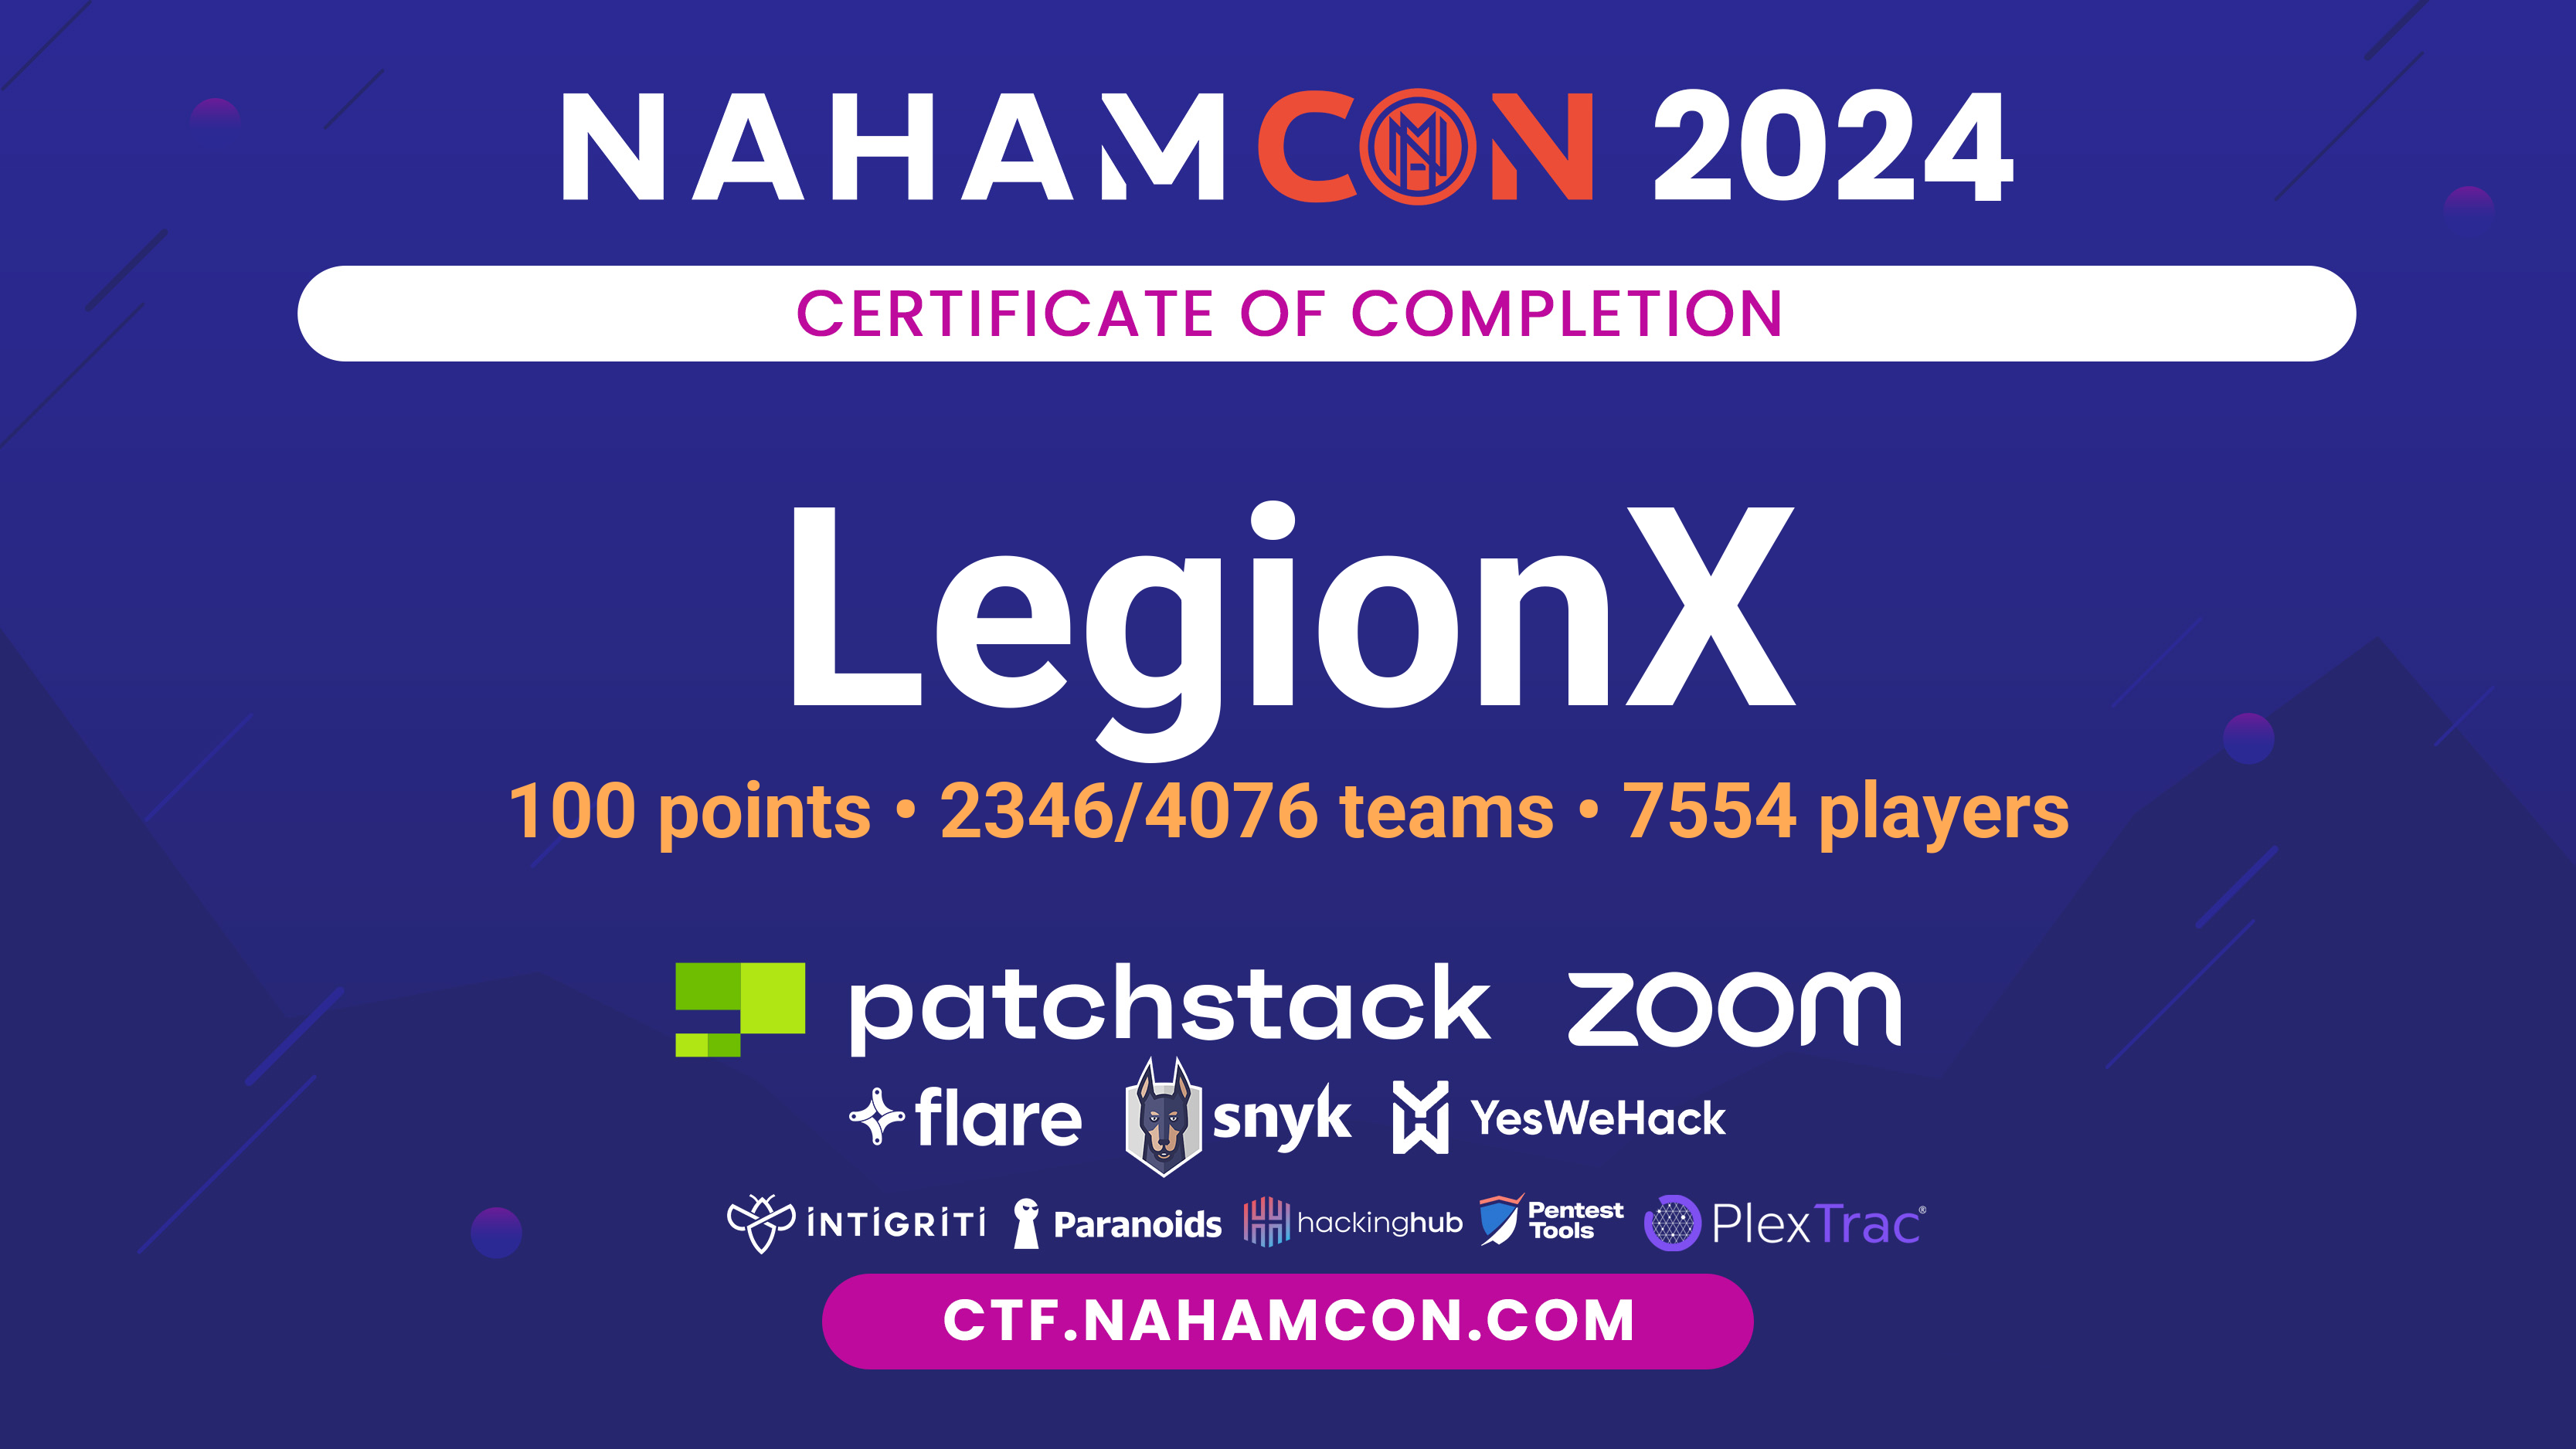 NAHAMCON 2024
CERTIFICATE OF COMPLETION
LegionX
100 points • 2346/4076 teams • 7554 players
patchstack zoom
flare snyk YesWeHack
INTIGRITI Paranoids hackinghub Pentest Tools PlexTrac®
CTF.NAHAMCON.COM